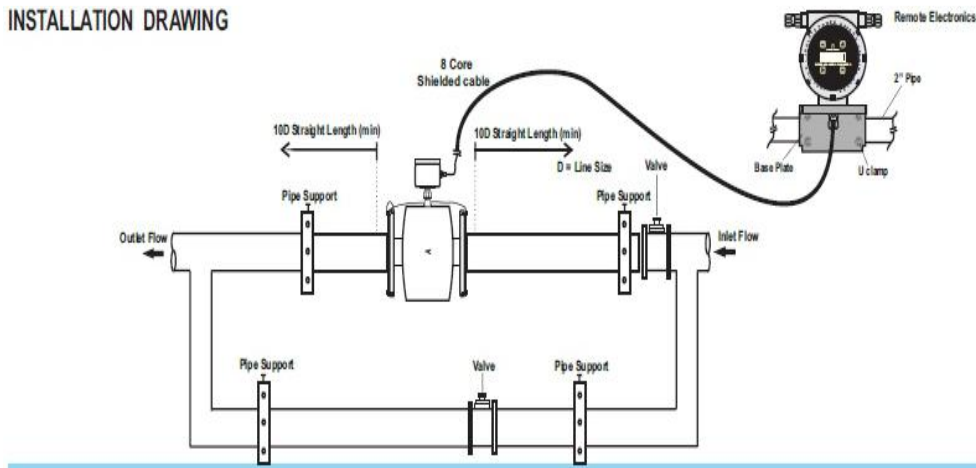 INSTALLATION DRAWING
Remote Electronics
8 Core
Shielded cable
2" Pipe
10D Straight Length (min)
10D Straight Length (min)
D = Line Size
Valve
Base Plate
U clamp
Pipe Support
Pipe Support
Outlet Flow
Inlet Flow
A
Pipe Support
Valve
Pipe Support